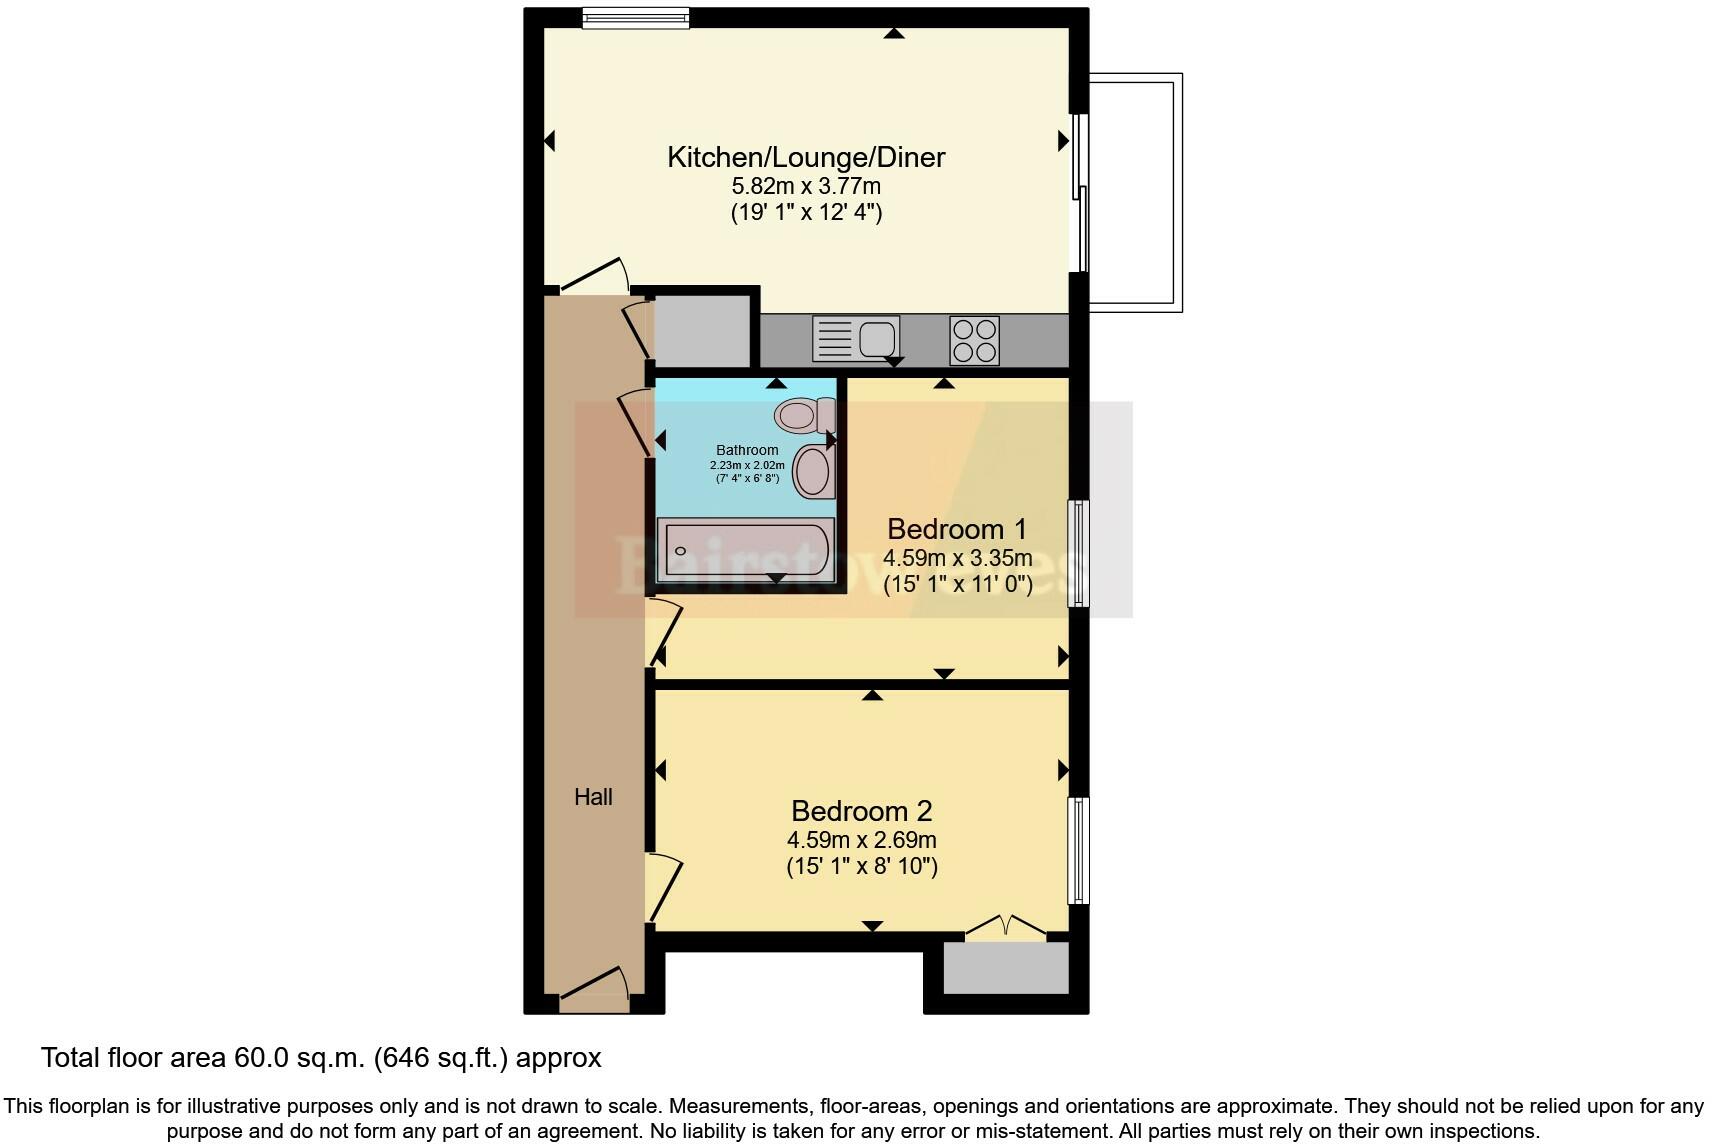 Kitchen/Lounge/Diner
5.82m x 3.77m
(19' 1" x 12' 4")
Bathroom
2.23m x 2.02m
(7' 4" x 6' 8")
Bedroom 1
4.59m x 3.35m
(15' 1" x 11' 0")
Bairstow eves
Hall
Bedroom 2
4.59m x 2.69m
(15' 1" x 8' 10")
Total floor area 60.0 sq.m. (646 sq.ft.) approx
This floorplan is for illustrative purposes only and is not drawn to scale. Measurements, floor-areas, openings and orientations are approximate. They should not be relied upon for any
purpose and do not form any part of an agreement. No liability is taken for any error or mis-statement. All parties must rely on their own inspections.